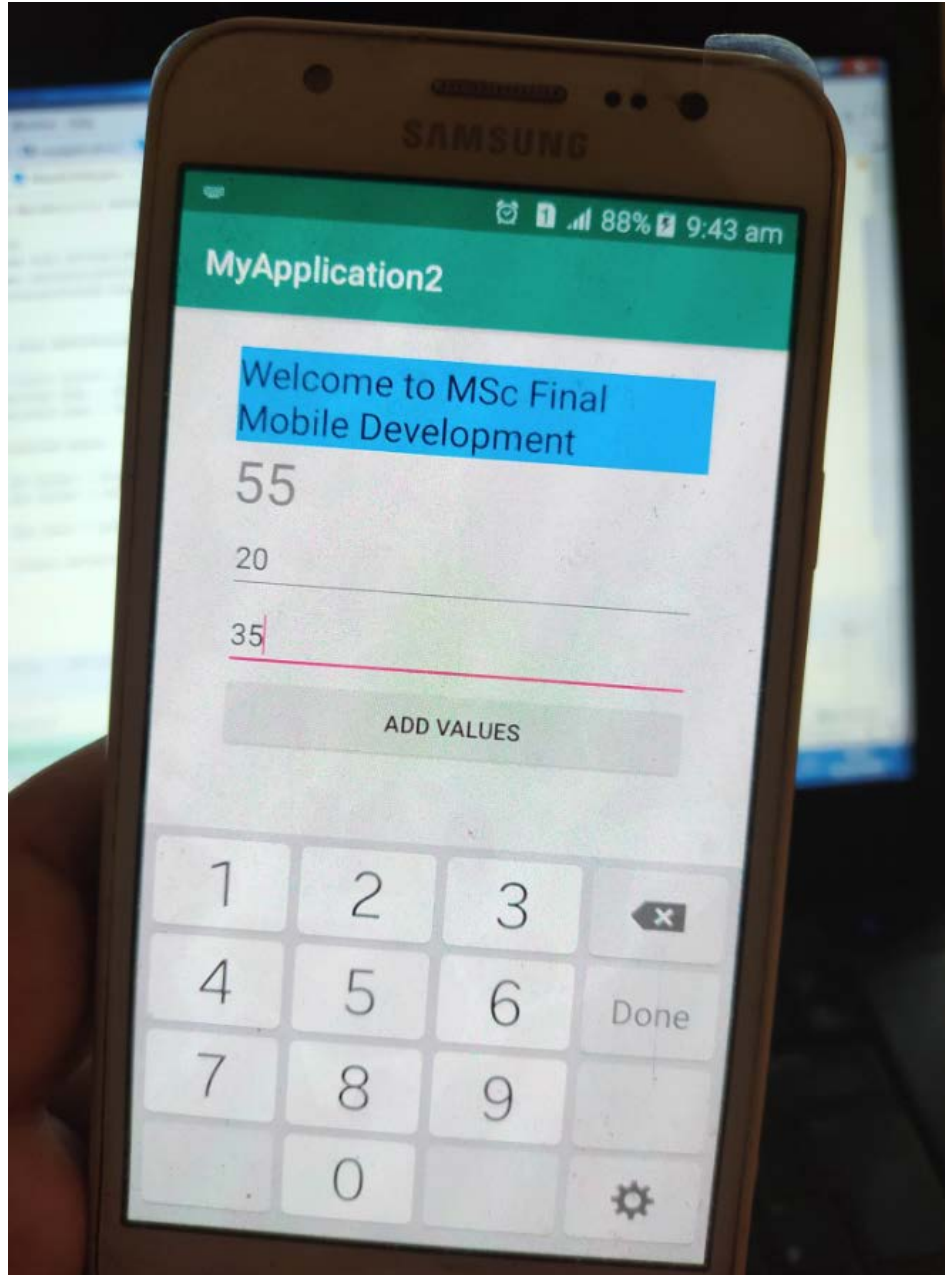 SAMSUNG
1 88% 9:43 am
MyApplication2
Welcome to MSc Final
Mobile Development
55
20
35
ADD VALUES
1 2 3
4 5 6 Done
7 8 9
0